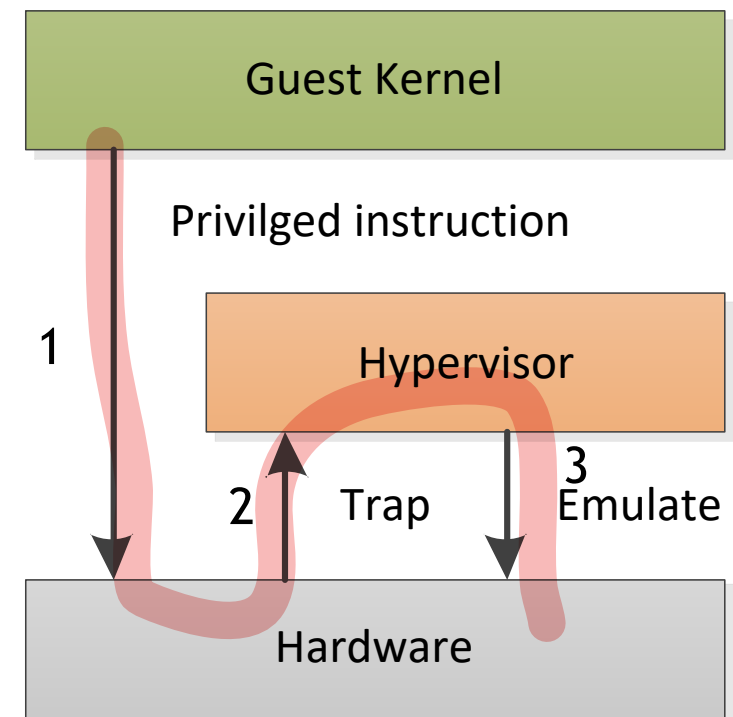 Guest Kernel
Privilged instruction
1
Hypervisor
2
Trap
3
Emulate
Hardware